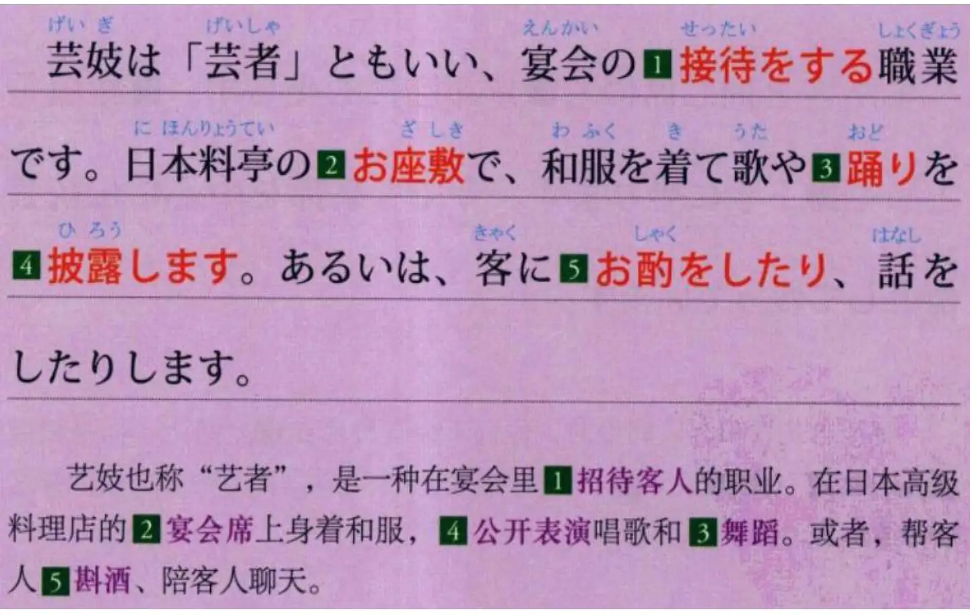 げいぎ げいしゃ えんかい せったい しょくぎょう
芸妓は「芸者」ともいい、宴会の1接待をする職業
にほんりょうてい ざしき わふく き うた おど
です。日本料亭の2お座敷で、和服を着て歌や3踊りを
ひろう きゃく しゃく はなし
4披露します。あるいは、客に5お酌をしたり、話を
したりします。
艺妓也称“艺者”，是一种在宴会里1招待客人的职业。在日本高级
料理店的2宴会席上身着和服，4公开表演唱歌和3舞蹈。或者，帮客
人5斟酒、陪客人聊天。